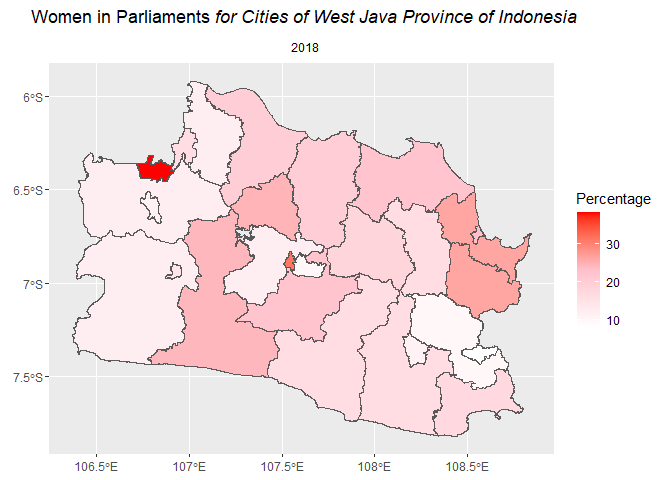 Women in Parliaments for Cities of West Java Province of Indonesia
2018
6°S
6.5°S
7°S
7.5°S
106.5°E 107°E 107.5°E 108°E 108.5°E
Percentage
30
20
10